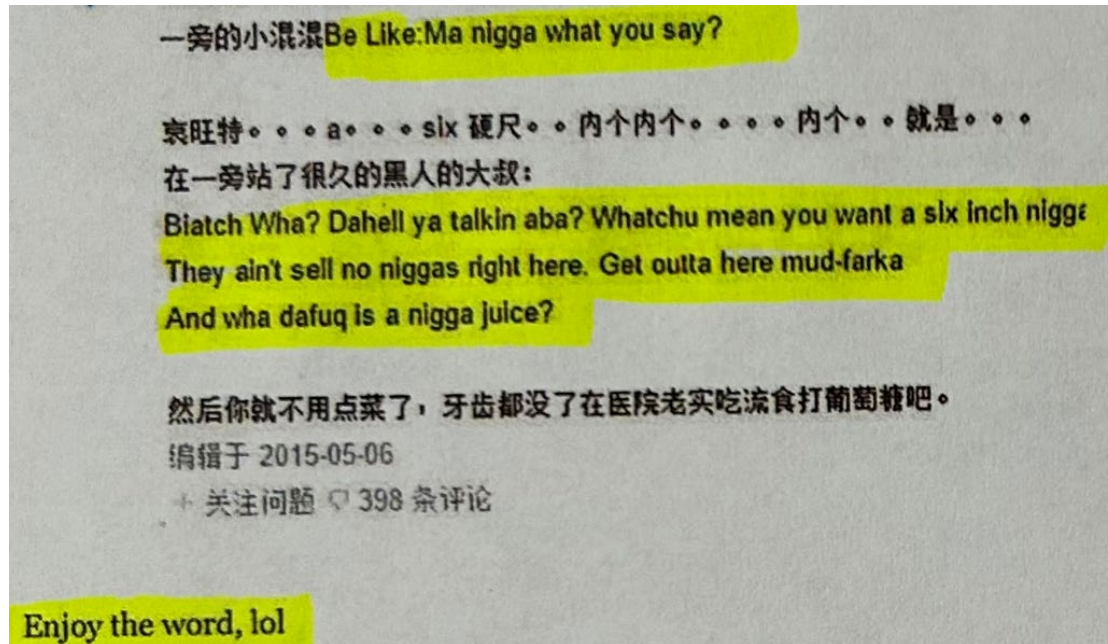 一旁的小混混Be Like:Ma nigga what you say?
哀旺特。。。a。。。six 硬尺。。内个内个。。。。内个。。就是。。。
在一旁站了很久的黑人的大叔：
Biatch Wha? Dahell ya talkin aba? Whatchu mean you want a six inch nigga
They ain't sell no niggas right here. Get outta here mud-farka
And wha dafuq is a nigga juice?
然后你就不用点菜了，牙齿都没了在医院老实吃流食打葡萄糖吧。
编辑于 2015-05-06
+ 关注问题 398 条评论
Enjoy the word, lol